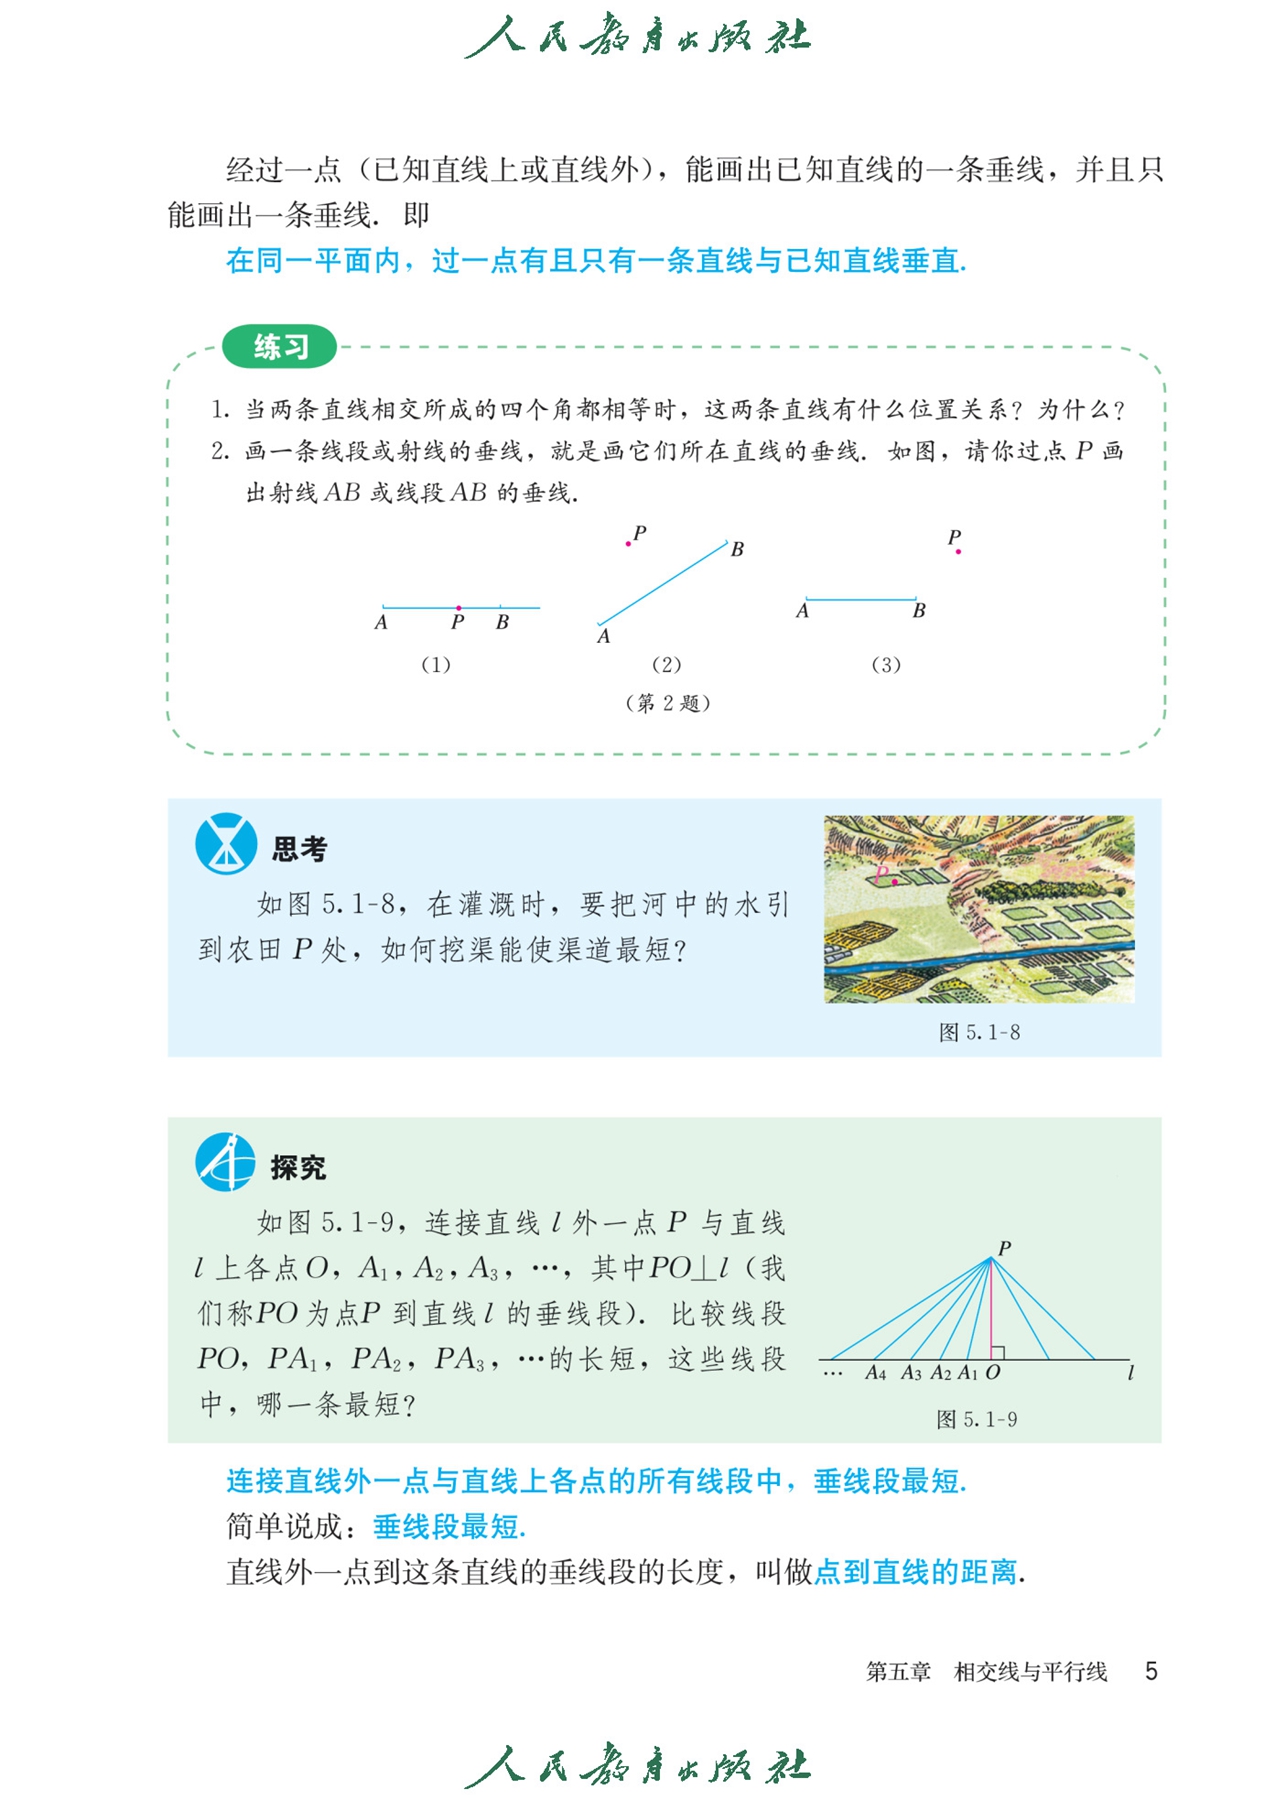 人民教育出版社
经过一点（已知直线上或直线外），能画出已知直线的一条垂线，并且只
能画出一条垂线．即
在同一平面内，过一点有且只有一条直线与已知直线垂直．
练习
1. 当两条直线相交所成的四个角都相等时，这两条直线有什么位置关系？为什么？
2. 画一条线段或射线的垂线，就是画它们所在直线的垂线．如图，请你过点 P 画
出射线 AB 或线段 AB 的垂线．
A P B
P B A
P A B
（1） （2） （3）
（第 2 题）
思考
如图 5.1-8，在灌溉时，要把河中的水引
到农田 P 处，如何挖渠能使渠道最短？
P
图 5.1-8
探究
如图 5.1-9，连接直线 l 外一点 P 与直线
l 上各点 O，A₁，A₂，A₃，…，其中 PO⊥l（我
们称 PO 为点 P 到直线 l 的垂线段）．比较线段
PO，PA₁，PA₂，PA₃，…的长短，这些线段
中，哪一条最短？
P
… A₄ A₃ A₂ A₁ O l
图 5.1-9
连接直线外一点与直线上各点的所有线段中，垂线段最短．
简单说成：垂线段最短．
直线外一点到这条直线的垂线段的长度，叫做点到直线的距离．
第五章 相交线与平行线 5
人民教育出版社